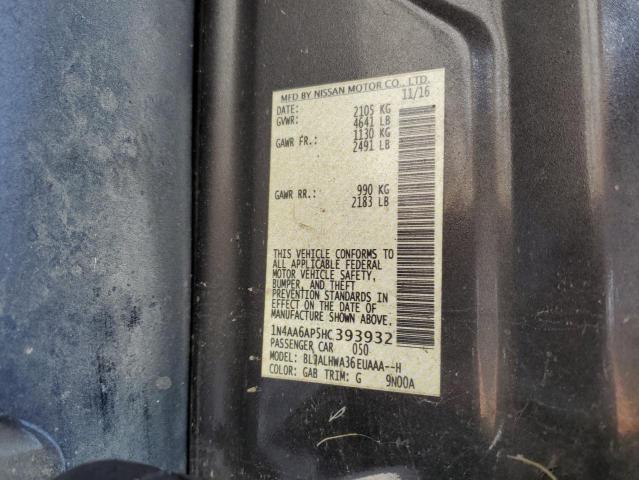 MFD BY NISSAN MOTOR CO., LTD.
DATE: 11/16
GVWR: 2105 KG
4641 LB
GAWR FR.: 1130 KG
2491 LB
GAWR RR.: 990 KG
2183 LB
THIS VEHICLE CONFORMS TO
ALL APPLICABLE FEDERAL
MOTOR VEHICLE SAFETY,
BUMPER, AND THEFT
PREVENTION STANDARDS IN
EFFECT ON THE DATE OF
MANUFACTURE SHOWN ABOVE.
1N4AA6AP5HC393932
PASSENGER CAR 050
MODEL:
COLOR: GAB TRIM: G 9N00A